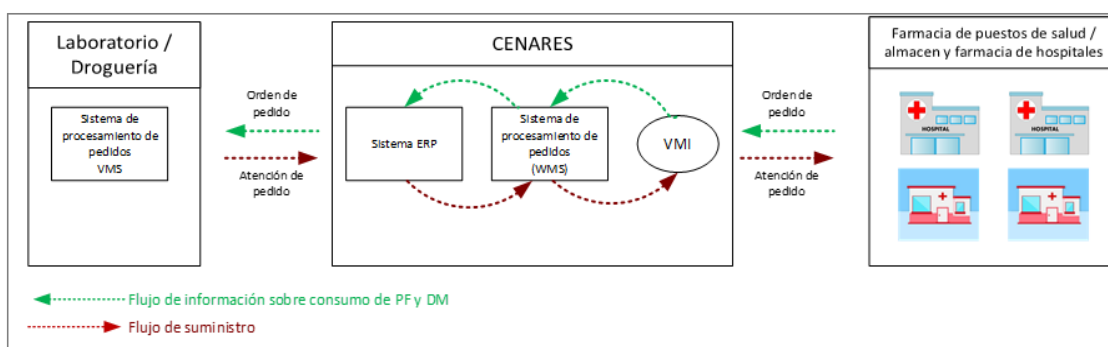 Laboratorio /
Droguería
Sistema de
procesamiento de
pedidos
VMS
Orden de
pedido
Atención de
pedido
CENARES
Sistema ERP
Sistema de
procesamiento de
pedidos
(WMS)
VMI
Orden de
pedido
Atención de
pedido
Farmacia de puestos de salud /
almacen y farmacia de hospitales
HOSPITAL
HOSPITAL
Flujo de información sobre consumo de PF y DM
Flujo de suministro